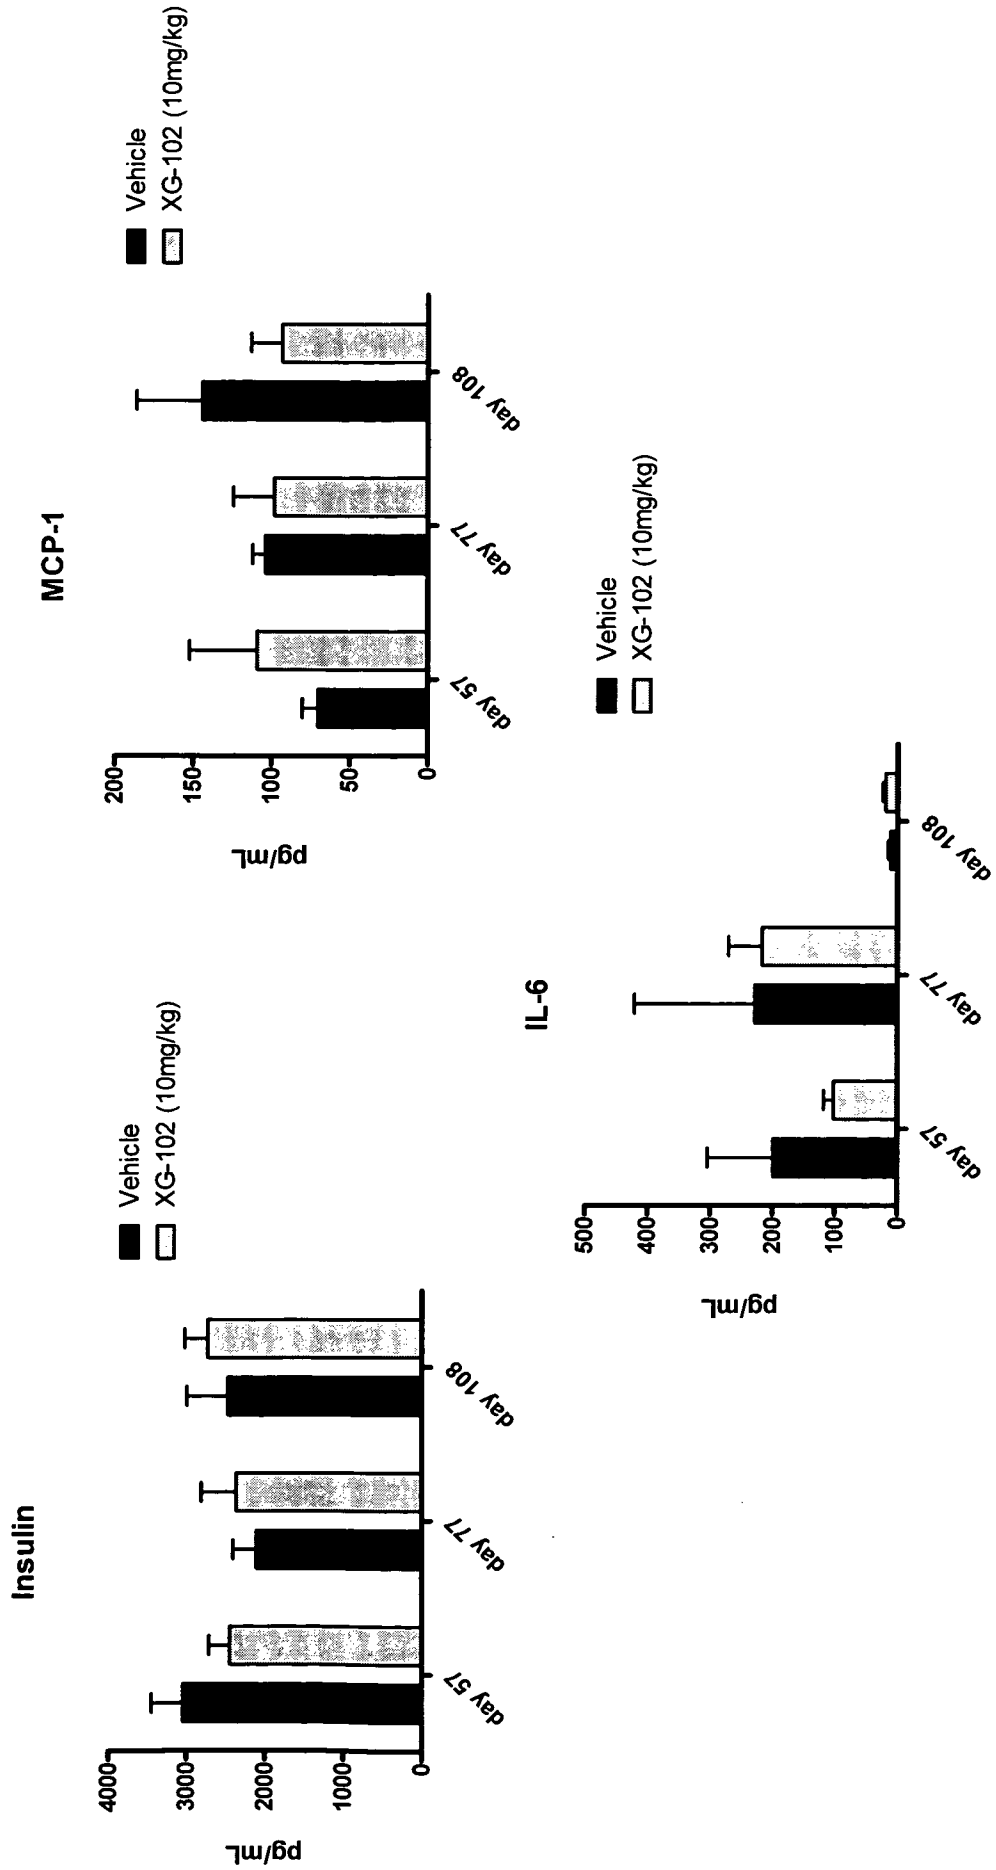 Insulin
pg/mL
4000
3000
2000
1000
0
day 57
day 77
day 108
Vehicle
XG-102 (10mg/kg)
MCP-1
pg/mL
200
150
100
50
0
day 57
day 77
day 108
Vehicle
XG-102 (10mg/kg)
IL-6
pg/mL
500
400
300
200
100
0
day 57
day 77
day 108
Vehicle
XG-102 (10mg/kg)